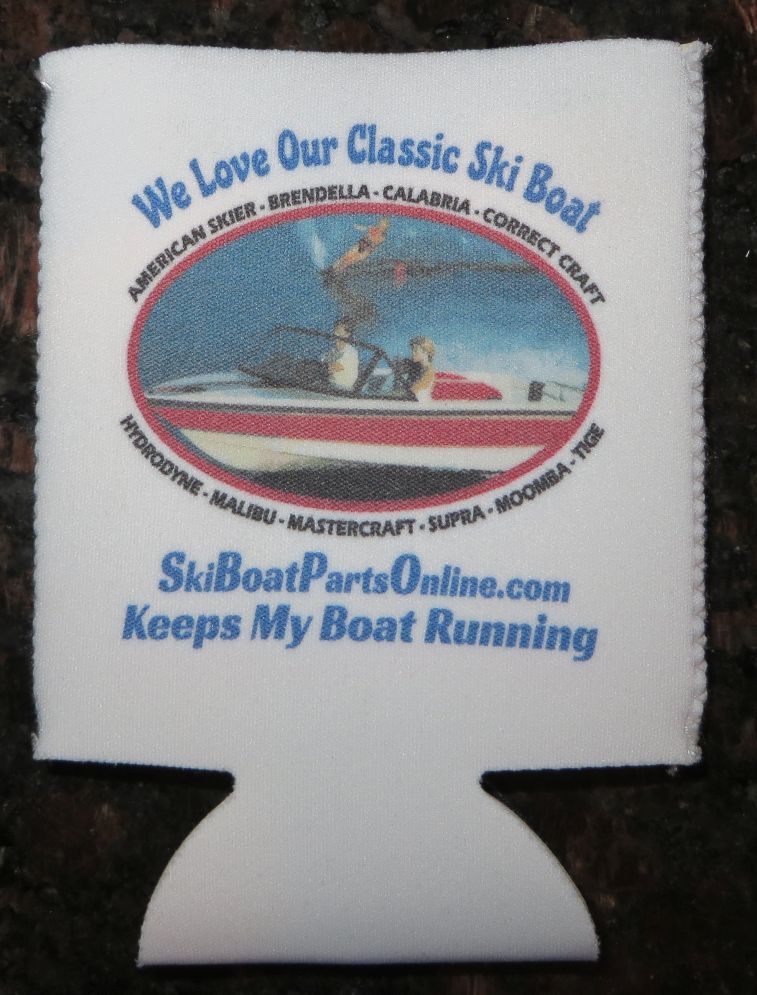 We Love Our Classic Ski Boat
AMERICAN SKIER - BRENDELLA - CALABRIA - CORRECT CRAFT
HYDRODYNE - MALIBU - MASTERCRAFT - SUPRA - MOOMBA - TIGE
SkiBoatPartsOnline.com
Keeps My Boat Running